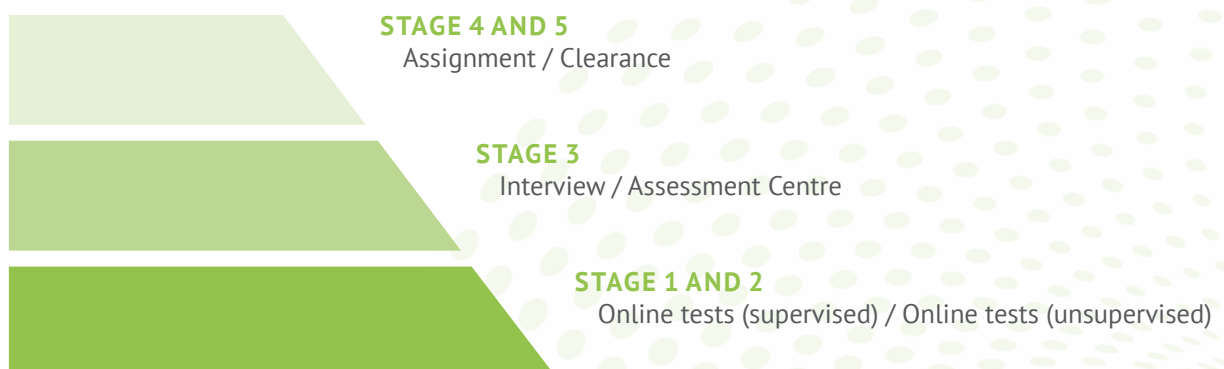 STAGE 4 AND 5
Assignment / Clearance
STAGE 3
Interview / Assessment Centre
STAGE 1 AND 2
Online tests (supervised) / Online tests (unsupervised)